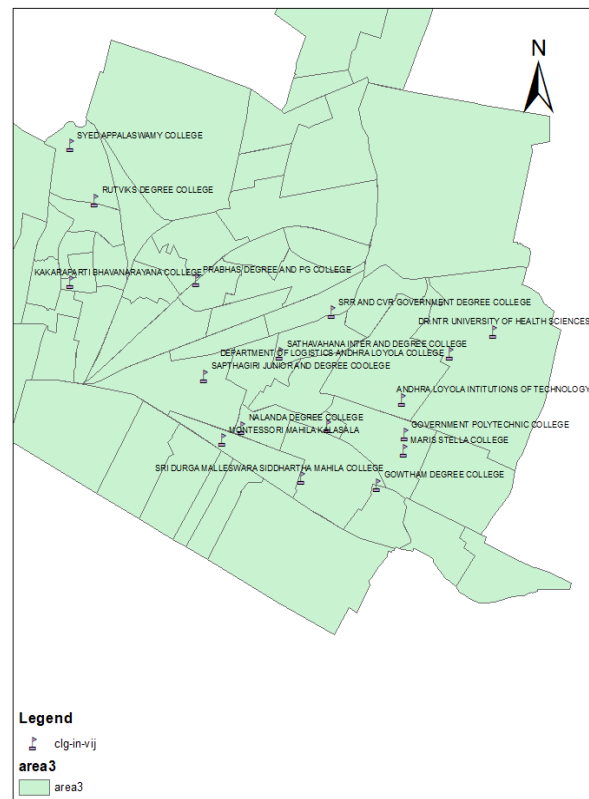 N
SYED APPALASWAMY COLLEGE
RUTVIKS DEGREE COLLEGE
KAKARAPARTI BHAVANARAYANA COLLEGE
PRABHAS DEGREE AND PG COLLEGE
SRR AND CVR GOVERNMENT DEGREE COLLEGE
DR.NTR UNIVERSITY OF HEALTH SCIENCES
SATHAVAHANA INTER AND DEGREE COLLEGE
DEPARTMENT OF LOGISTICS ANDHRA LOYOLA COLLEGE
SAPTHAGIRI JUNIOR AND DEGREE COOLEGE
ANDHRA LOYOLA INTITUTIONS OF TECHNOLOGY
NALANDA DEGREE COLLEGE
GOVERNMENT POLYTECHNIC COLLEGE
MONTESSORI MAHILA KALASALA
MARIS STELLA COLLEGE
SRI DURGA MALLESWARA SIDDHARTHA MAHILA COLLEGE
GOWTHAM DEGREE COLLEGE
Legend
clg-in-vij
area3
area3